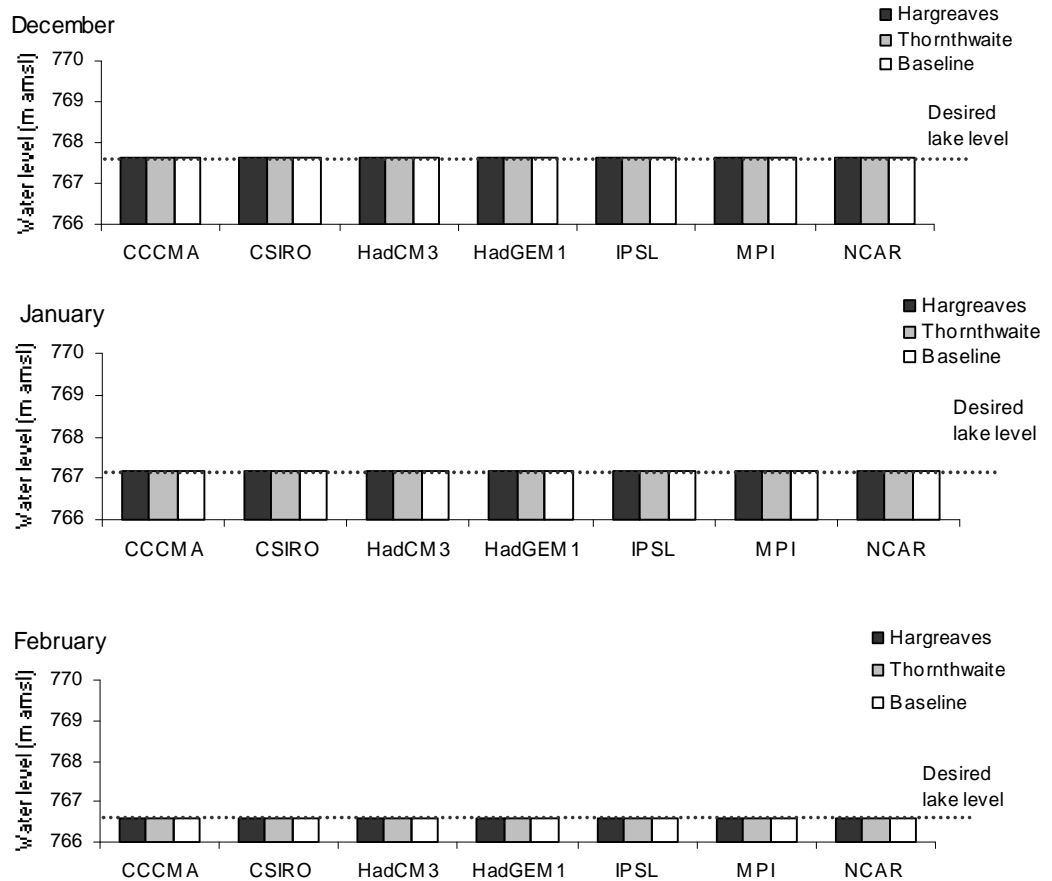 December
Hargreaves
Thornthwaite
Baseline
Water level (m amsl)
770
769
768
767
766
Desired
lake level
CCCMA CSIRO HadCM3 HadGEM1 IPSL MPI NCAR
January
Hargreaves
Thornthwaite
Baseline
Water level (m amsl)
770
769
768
767
766
Desired
lake level
CCCMA CSIRO HadCM3 HadGEM1 IPSL MPI NCAR
February
Hargreaves
Thornthwaite
Baseline
Water level (m amsl)
770
769
768
767
766
Desired
lake level
CCCMA CSIRO HadCM3 HadGEM1 IPSL MPI NCAR